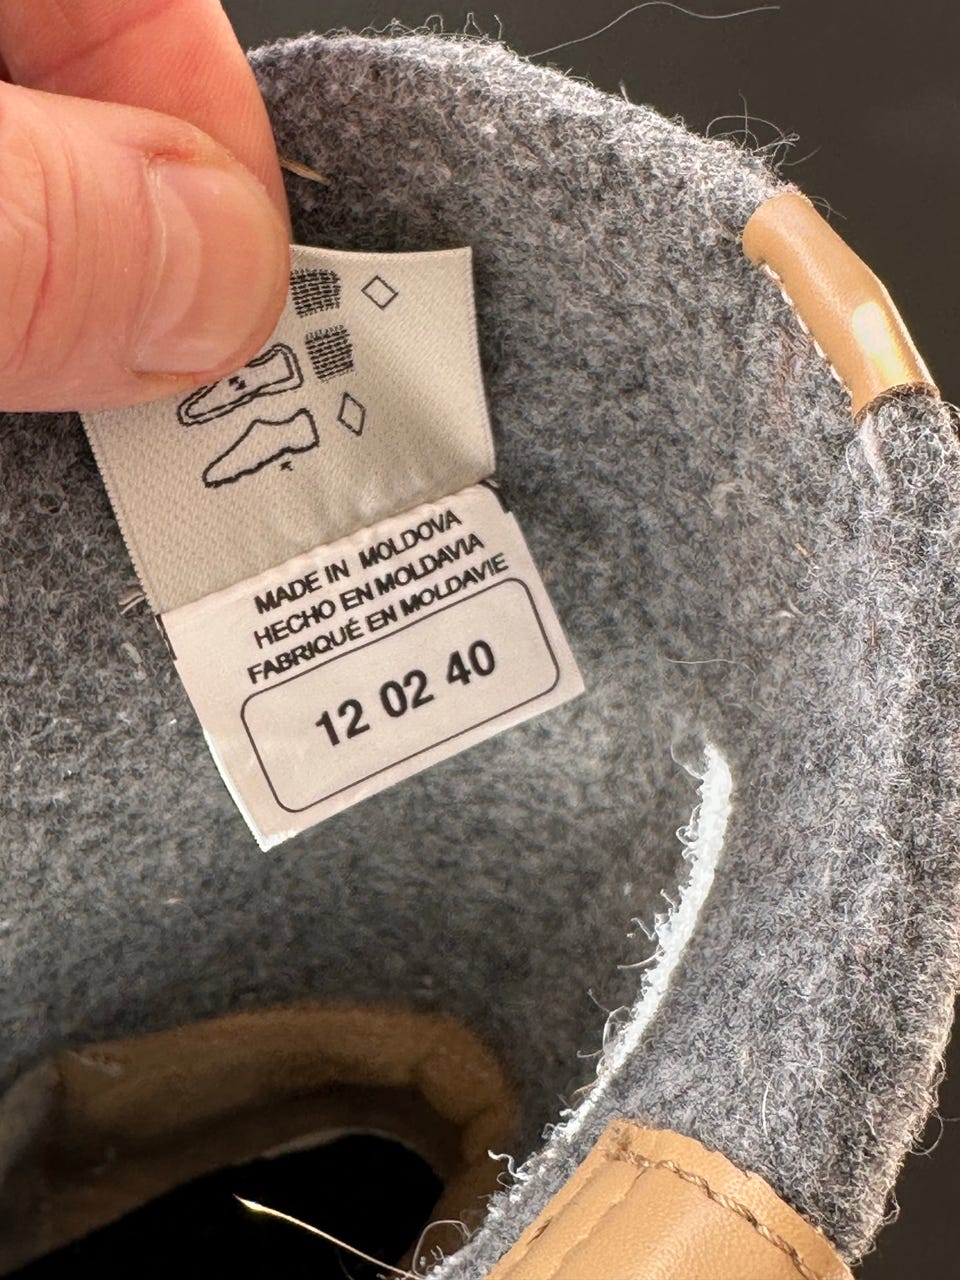 MADE IN MOLDOVA
HECHO EN MOLDAVIA
FABRIQUÉ EN MOLDAVIE
12 02 40